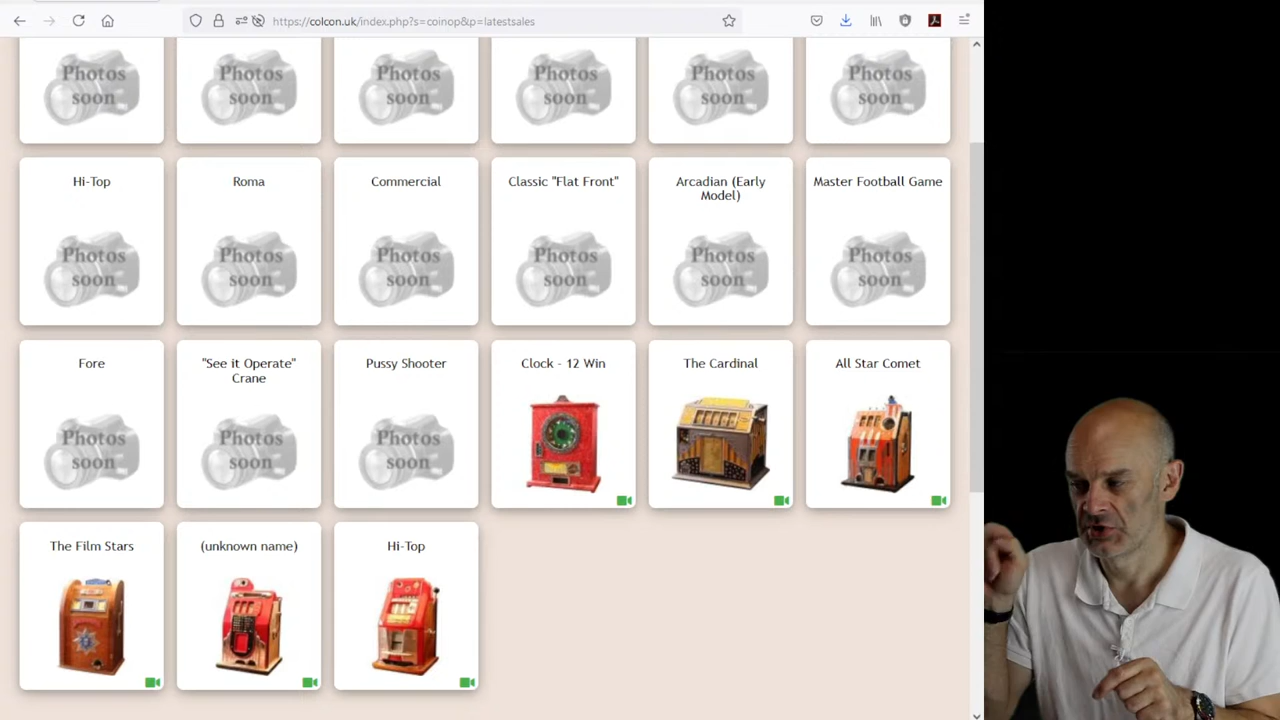 https://colcon.uk/index.php?s=coinop&p=latestsales
Photos soon
Photos soon
Photos soon
Photos soon
Photos soon
Photos soon
Hi-Top
Roma
Commercial
Classic "Flat Front"
Arcadian (Early
Model)
Master Football Game
Photos soon
Photos soon
Photos soon
Photos soon
Photos soon
Photos soon
Fore
"See it Operate"
Crane
Pussy Shooter
Clock - 12 Win
The Cardinal
All Star Comet
Photos soon
Photos soon
Photos soon
The Film Stars
(unknown name)
Hi-Top